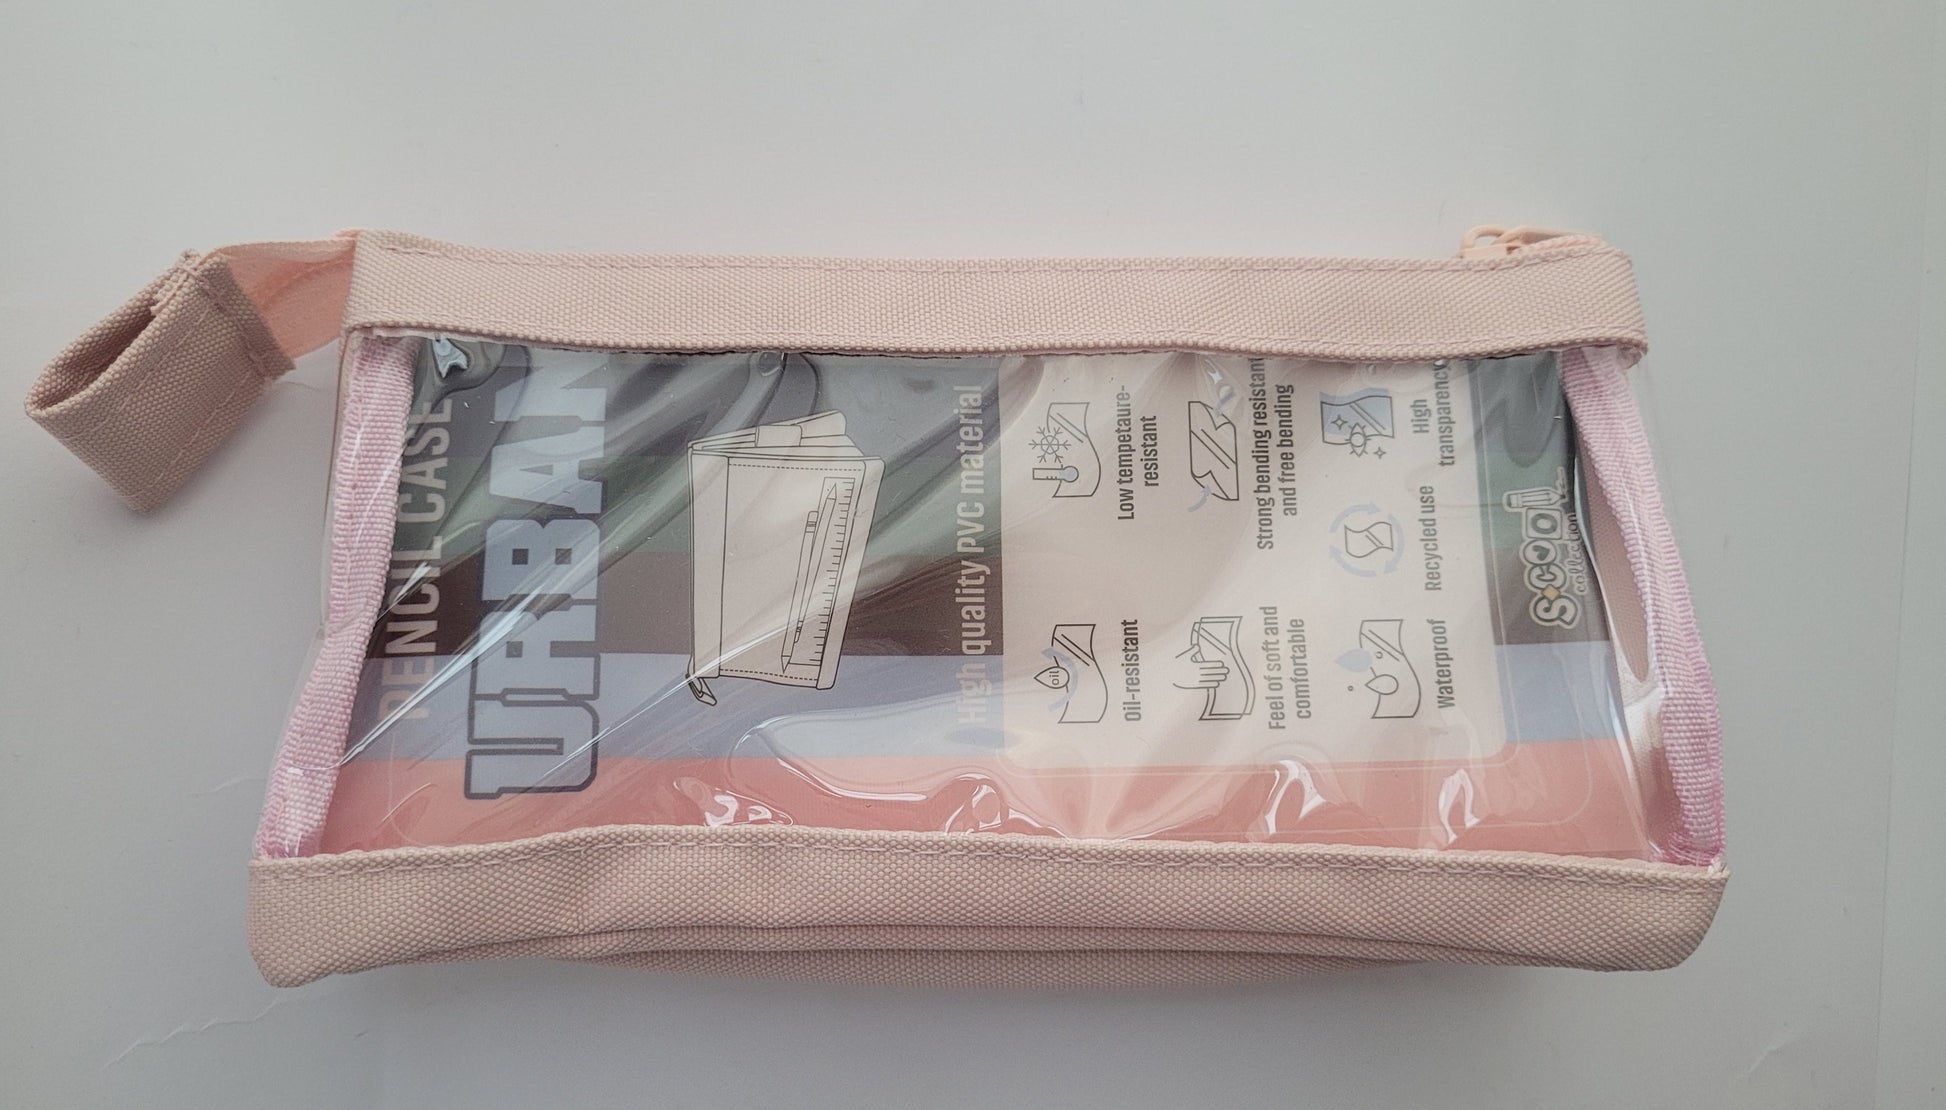 PENCIL CASE
URBAN
High quality PVC material
oil
Oil-resistant
Low tempetaure-
resistant
Feel of soft and
comfortable
Strong bending resistant
and free bending
Waterproof
Recycled use
High
transparency
S-COOL
collection